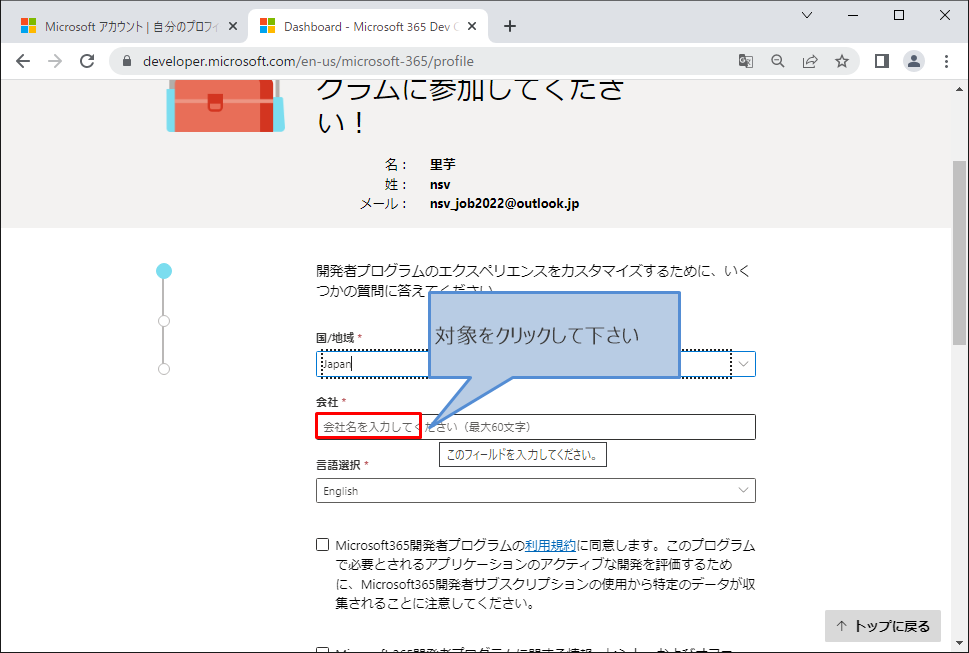 Microsoft アカウント | 自分のプロフィ
Dashboard - Microsoft 365 Dev C
developer.microsoft.com/en-us/microsoft-365/profile
グラムに参加してくださ
い！
名： 里芋
姓： nsv
メール： nsv_job2022@outlook.jp
開発者プログラムのエクスペリエンスをカスタマイズするために、いく
つかの質問に答えてください。
対象をクリックして下さい
国/地域 *
Japan
会社 *
会社名を入力してください（最大60文字）
このフィールドを入力してください。
言語選択 *
English
Microsoft365開発者プログラムの利用規約に同意します。このプログラム
で必要とされるアプリケーションのアクティブな開発を評価するため
に、Microsoft365開発者サブスクリプションの使用から特定のデータが収
集されることに注意してください。
↑ トップに戻る